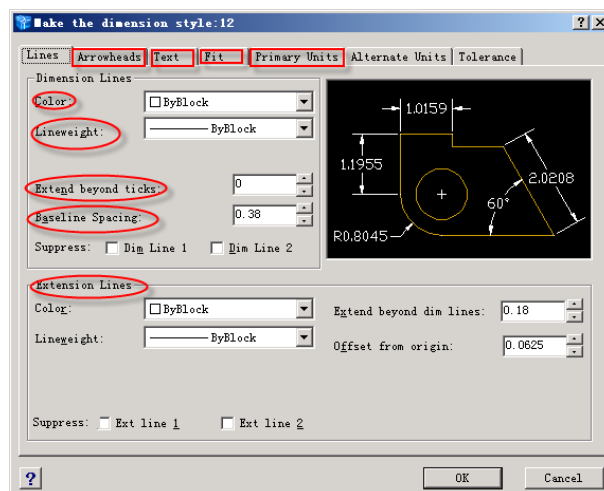 Make the dimension style:12
Lines Arrowheads Text Fit Primary Units Alternate Units Tolerance
Dimension Lines
Color: ByBlock
Lineweight: ByBlock
Extend beyond ticks: 0
Baseline Spacing: 0.38
Suppress: Dim Line 1 Dim Line 2
1.0159
1.1955
2.0208
60°
R0.8045
Extension Lines
Color: ByBlock
Extend beyond dim lines: 0.18
Lineweight: ByBlock
Offset from origin: 0.0625
Suppress: Ext line 1 Ext line 2
? OK Cancel